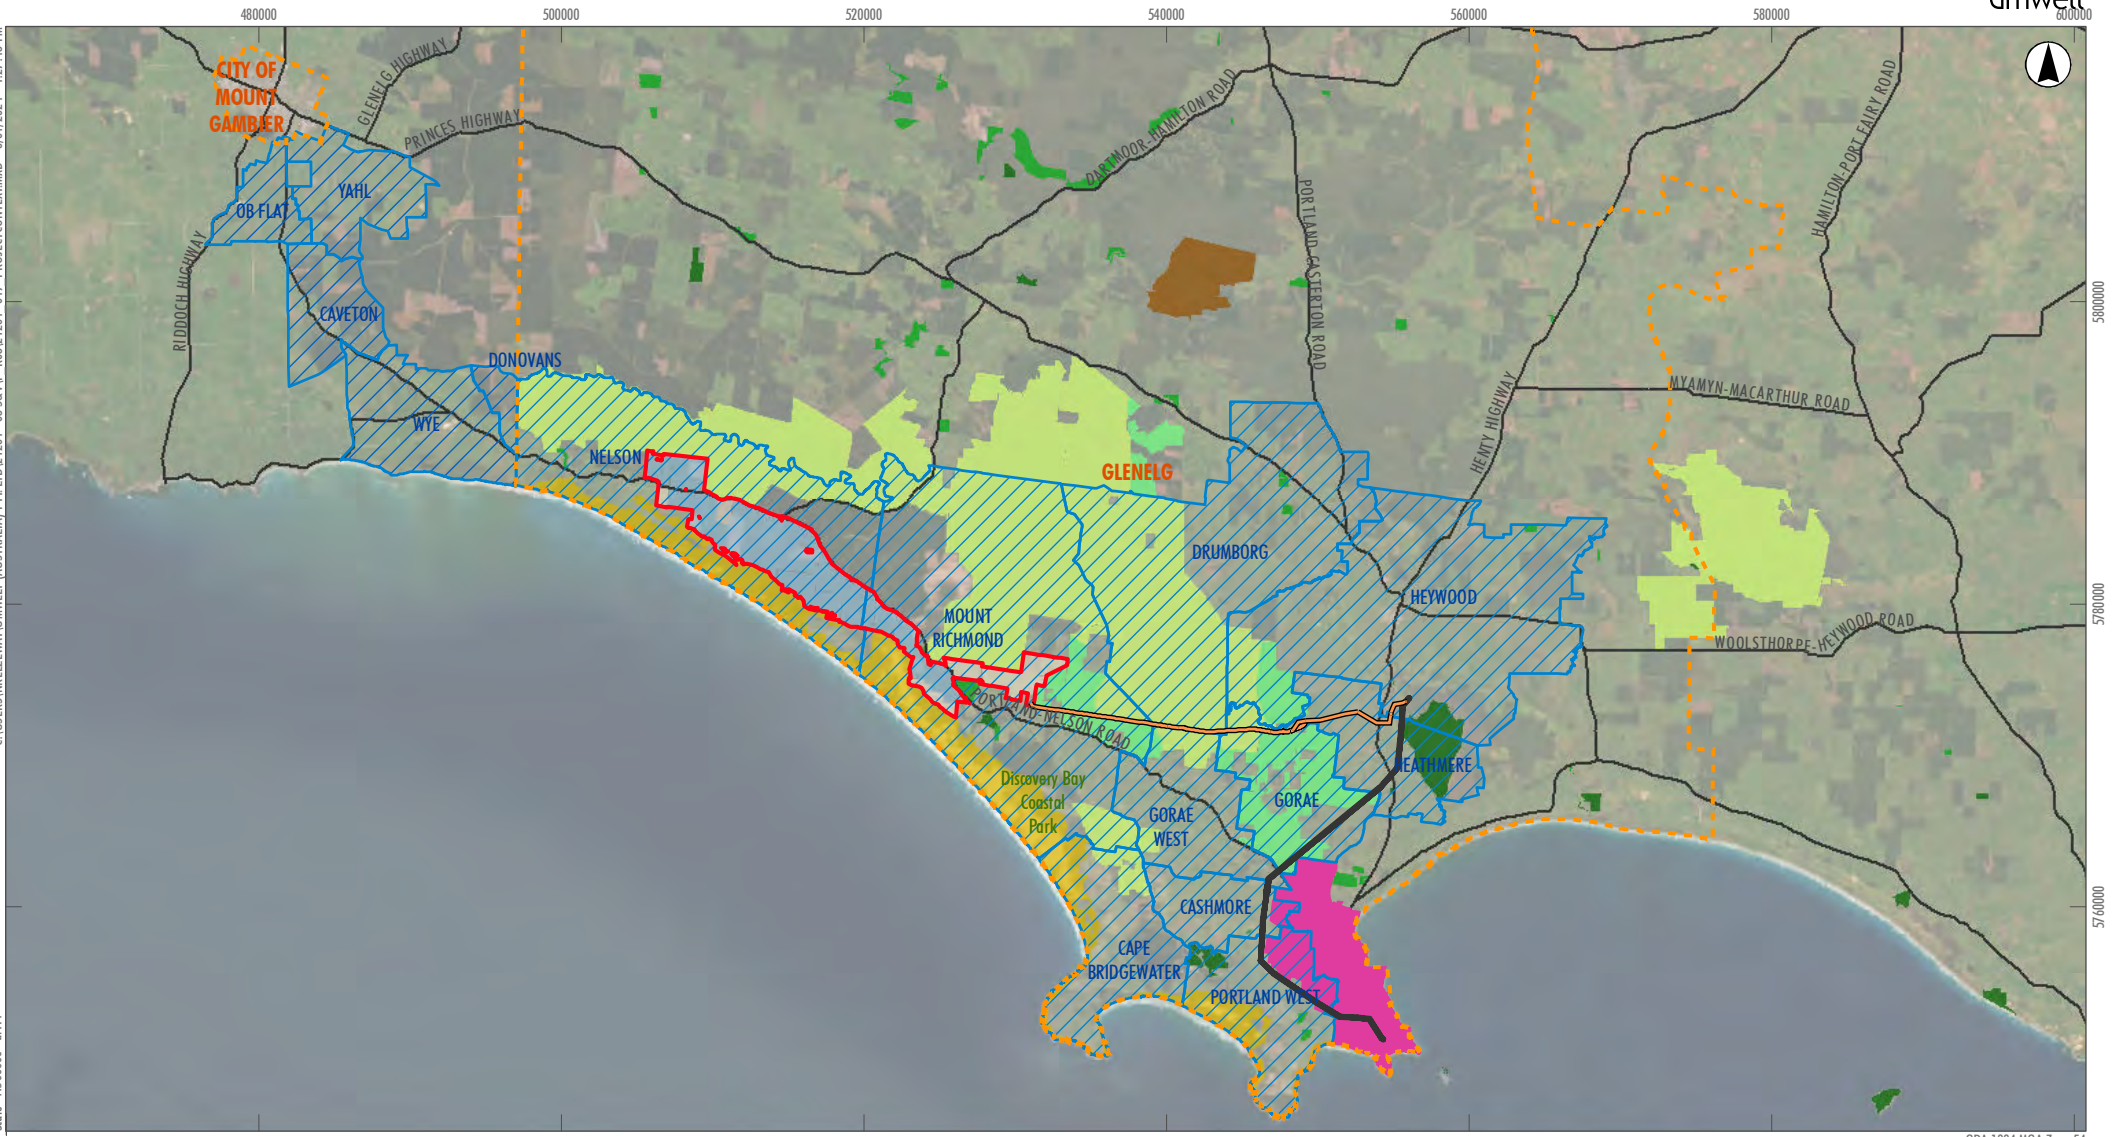 480000
500000
520000
540000
560000
580000
600000
CITY OF
MOUNT
GAMBIER
GLENELG HIGHWAY
PRINCES HIGHWAY
DARTMOOR-HAMILTON ROAD
HAMILTON-PORT FAIRY ROAD
YAHL
OB FLAT
RIDDOCH HIGHWAY
PORTLAND-CASTERTON ROAD
CAVETON
5800000
DONOVANS
HENTY HIGHWAY
MYAMYN-MACARTHUR ROAD
WYE
NELSON
GLENELG
DRUMBORG
HEYWOOD
5780000
MOUNT
RICHMOND
WOOLSTHORPE-HEYWOOD ROAD
PORTLAND-NELSON ROAD
HEATHMERE
Discovery Bay
Coastal
Park
GORAE
GORAE
WEST
CASHMORE
5760000
CAPE
BRIDGEWATER
PORTLAND WEST